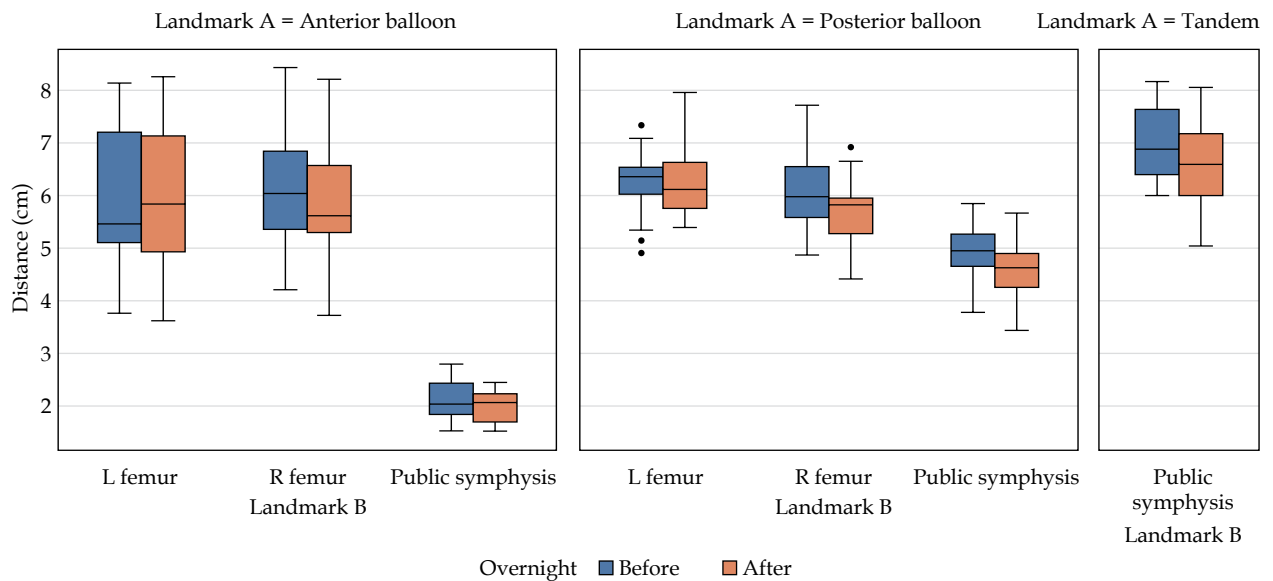 Landmark A = Anterior balloon
Landmark A = Posterior balloon
Landmark A = Tandem
Distance (cm)
8
7
6
5
4
3
2
L femur
R femur
Public symphysis
Landmark B
L femur
R femur
Public symphysis
Landmark B
Public
symphysis
Landmark B
Overnight Before After